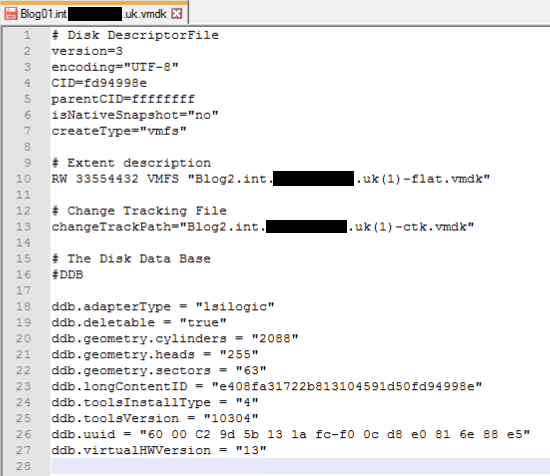 Blog01.int .uk.vmdk
1 # Disk DescriptorFile
2 version=3
3 encoding="UTF-8"
4 CID=fd94998e
5 parentCID=ffffffff
6 isNativeSnapshot="no"
7 createType="vmfs"
8
9 # Extent description
10 RW 33554432 VMFS "Blog2.int. .uk(1)-flat.vmdk"
11
12 # Change Tracking File
13 changeTrackPath="Blog2.int. .uk(1)-ctk.vmdk"
14
15 # The Disk Data Base
16 #DDB
17
18 ddb.adapterType = "lsilogic"
19 ddb.deletable = "true"
20 ddb.geometry.cylinders = "2088"
21 ddb.geometry.heads = "255"
22 ddb.geometry.sectors = "63"
23 ddb.longContentID = "e408fa31722b813104591d50fd94998e"
24 ddb.toolsInstallType = "4"
25 ddb.toolsVersion = "10304"
26 ddb.uuid = "60 00 C2 9d 5b 13 1a fc-f0 0c d8 e0 81 6e 88 e5"
27 ddb.virtualHWVersion = "13"
28